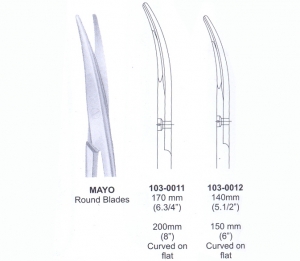 MAYO
Round Blades
103-0011
170 mm
(6.3/4")
200mm
(8")
Curved on
flat
103-0012
140mm
(5.1/2")
150 mm
(6")
Curved on
flat